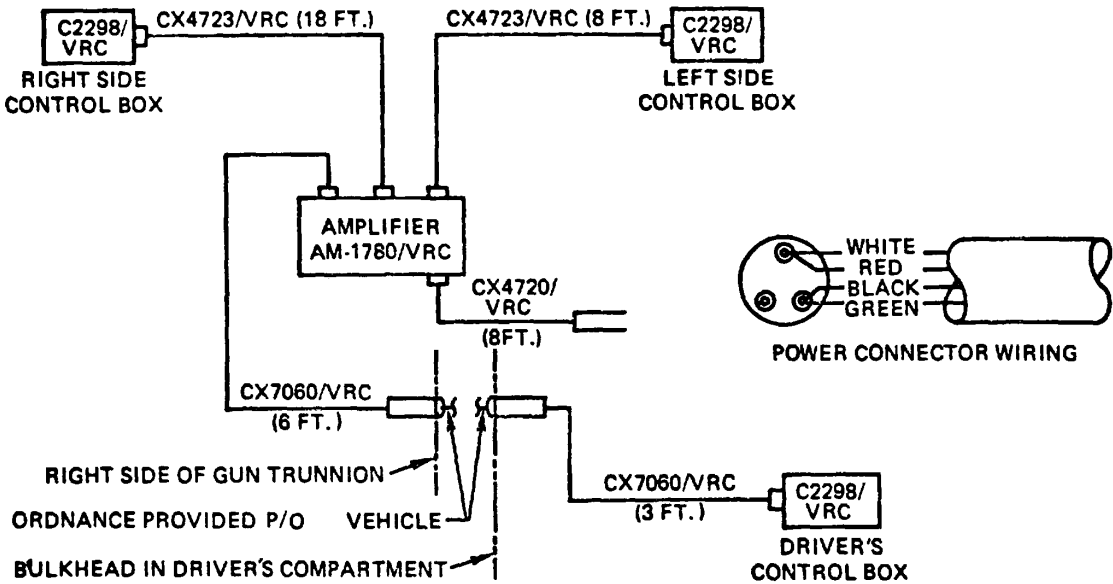 C2298/
VRC
RIGHT SIDE
CONTROL BOX
CX4723/VRC (18 FT.)
CX4723/VRC (8 FT.)
C2298/
VRC
LEFT SIDE
CONTROL BOX
AMPLIFIER
AM-1780/VRC
CX4720/
VRC
(8FT.)
WHITE
RED
BLACK
GREEN
POWER CONNECTOR WIRING
CX7060/VRC
(6 FT.)
RIGHT SIDE OF GUN TRUNNION
ORDNANCE PROVIDED P/O VEHICLE
BULKHEAD IN DRIVER'S COMPARTMENT
CX7060/VRC
(3 FT.)
C2298/
VRC
DRIVER'S
CONTROL BOX